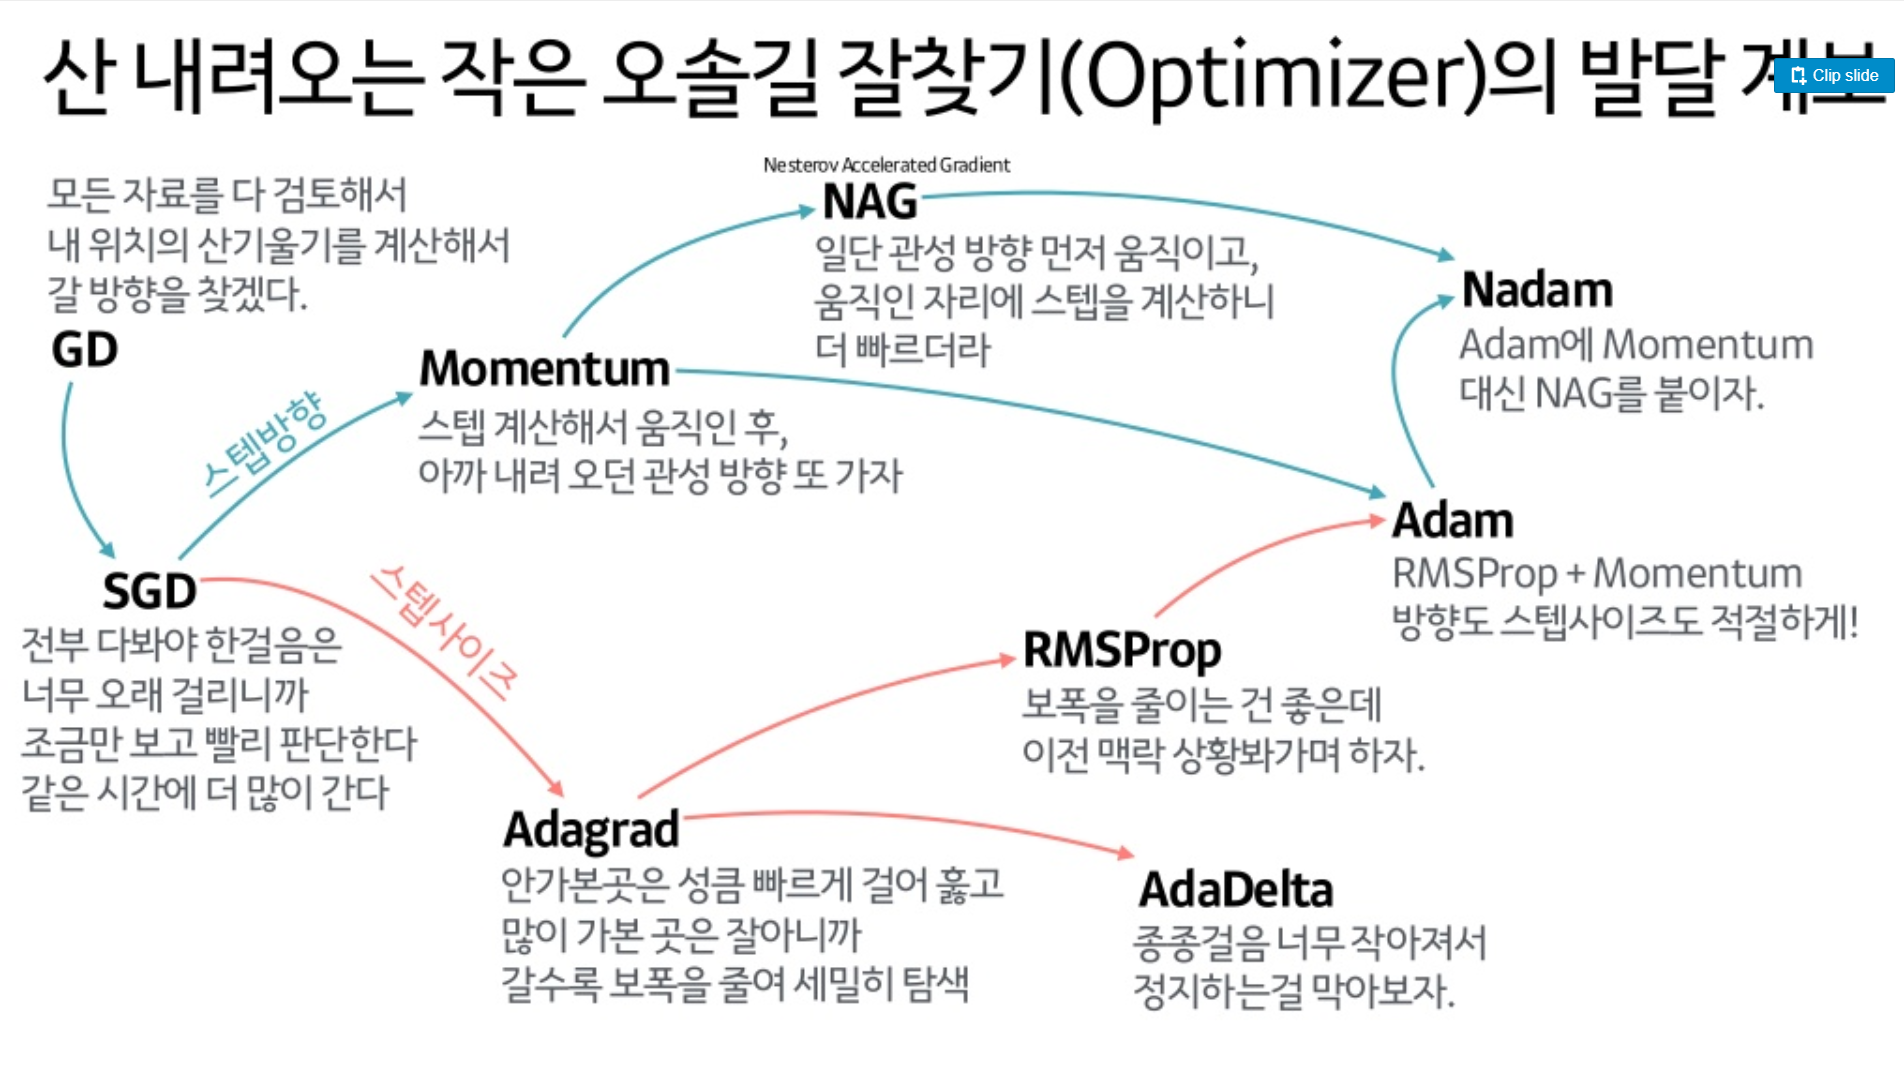 산 내려오는 작은 오솔길 잘찾기(Optimizer)의 발달 계보
Clip slide
모든 자료를 다 검토해서
내 위치의 산기울기를 계산해서
갈 방향을 찾겠다.
GD
스텝방향
Nesterov Accelerated Gradient
NAG
일단 관성 방향 먼저 움직이고,
움직인 자리에 스텝을 계산하니
더 빠르더라
Momentum
스텝 계산해서 움직인 후,
아까 내려 오던 관성 방향 또 가자
Nadam
Adam에 Momentum
대신 NAG를 붙이자.
SGD
전부 다봐야 한걸음은
너무 오래 걸리니까
조금만 보고 빨리 판단한다
같은 시간에 더 많이 간다
스텝사이즈
Adam
RMSProp + Momentum
방향도 스텝사이즈도 적절하게!
RMSProp
보폭을 줄이는 건 좋은데
이전 맥락 상황봐가며 하자.
Adagrad
안가본곳은 성큼 빠르게 걸어 훓고
많이 가본 곳은 잘아니까
갈수록 보폭을 줄여 세밀히 탐색
AdaDelta
종종걸음 너무 작아져서
정지하는걸 막아보자.